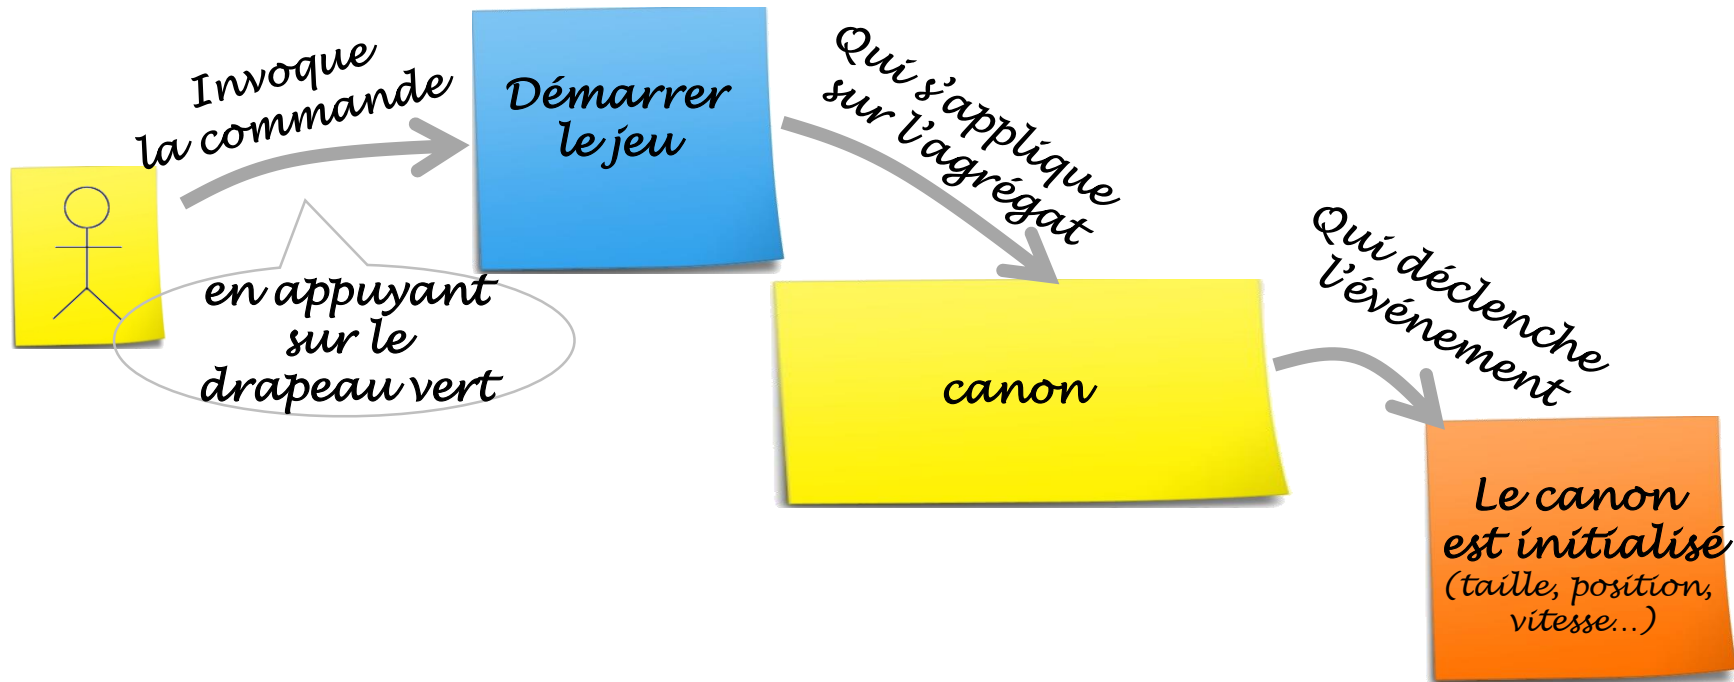 Invoque
la commande
Démarrer
le jeu
en appuyant
sur le
drapeau vert
Qui s'applique
sur l'agrégat
canon
Qui déclenche
l'événement
Le canon
est initialisé
(taille, position,
vitesse...)